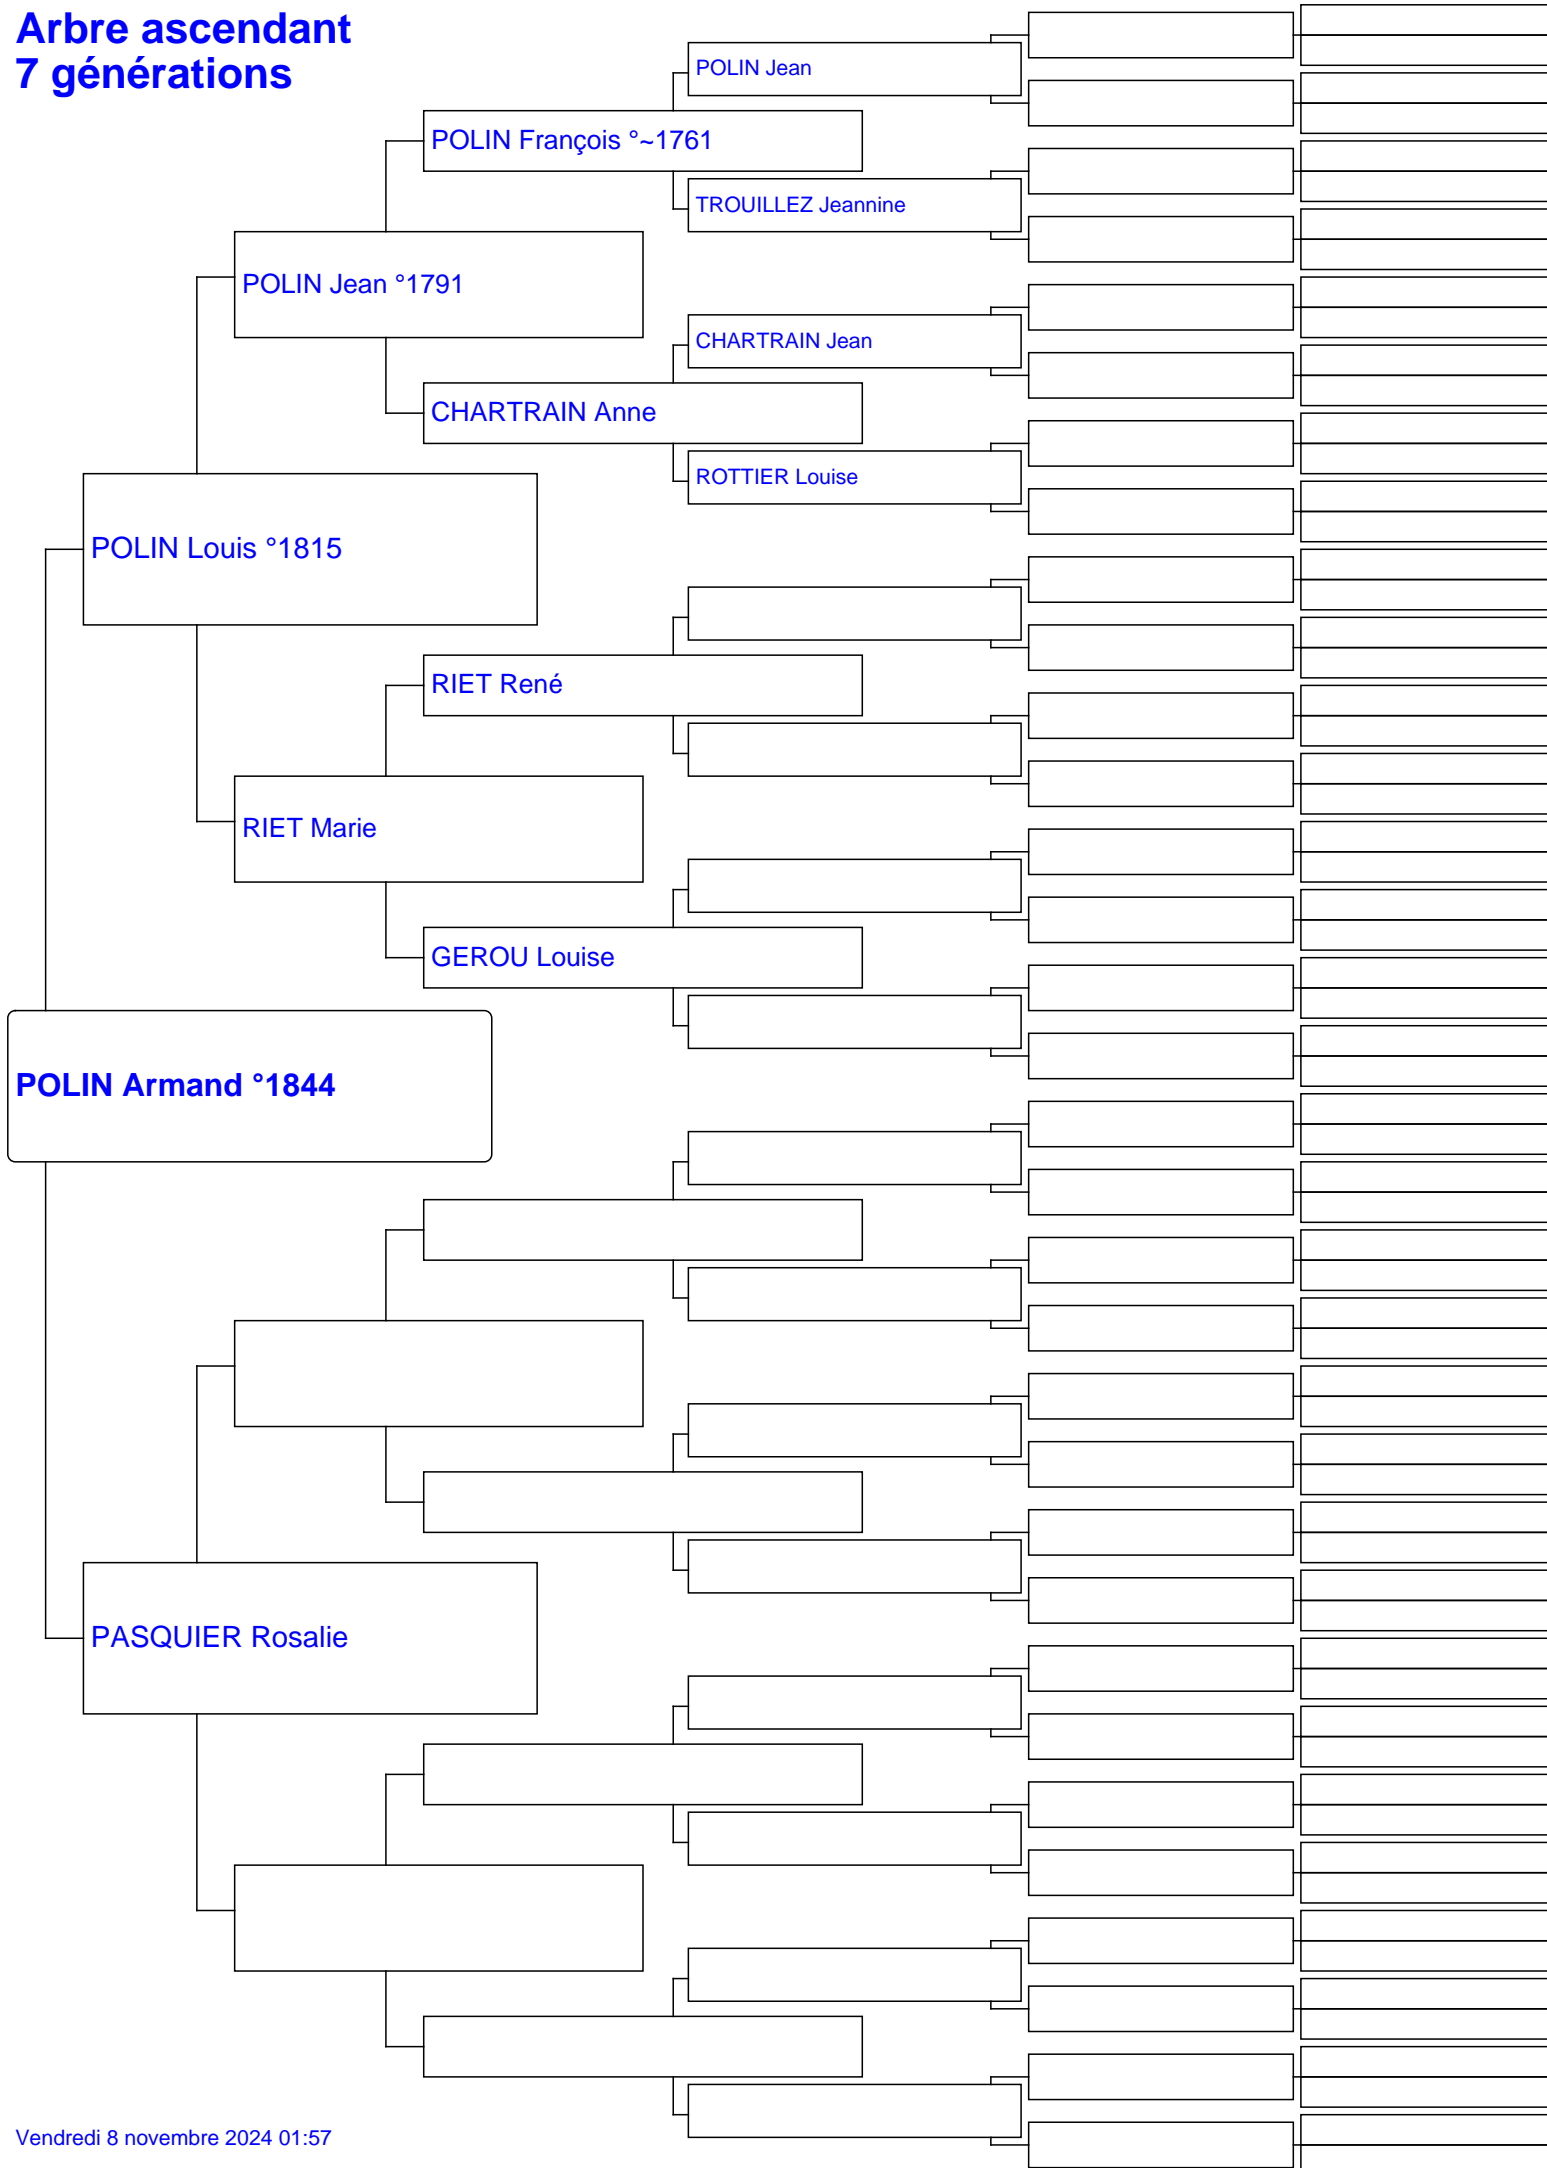 Arbre ascendant
7 générations
POLIN Jean
POLIN François °~1761
TROUILLEZ Jeannine
POLIN Jean °1791
CHARTRAIN Jean
CHARTRAIN Anne
ROTTIER Louise
POLIN Louis °1815
RIET René
RIET Marie
GEROU Louise
POLIN Armand °1844
PASQUIER Rosalie
Vendredi 8 novembre 2024 01:57